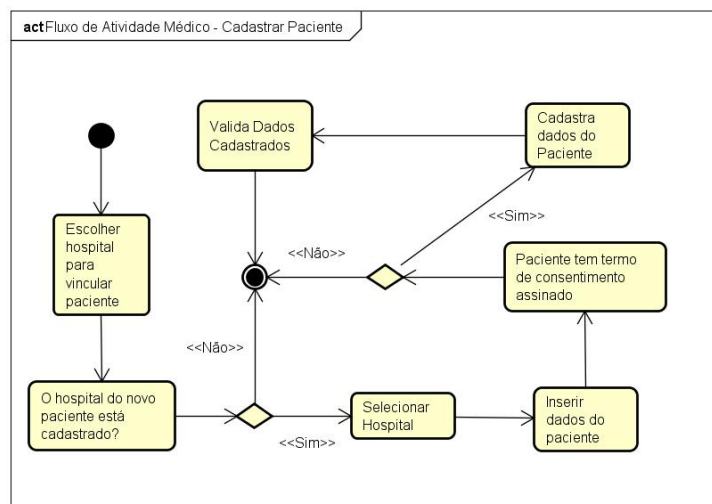 actFluxo de Atividade Médico - Cadastrar Paciente
Valida Dados
Cadastrados
Cadastra
dados do
Paciente
Escolher
hospital
para
vincular
paciente
<<Sim>>
<<Não>>
Paciente tem termo
de consentimento
assinado
<<Não>>
O hospital do novo
paciente está
cadastrado?
<<Sim>>
Selecionar
Hospital
Inserir
dados do
paciente